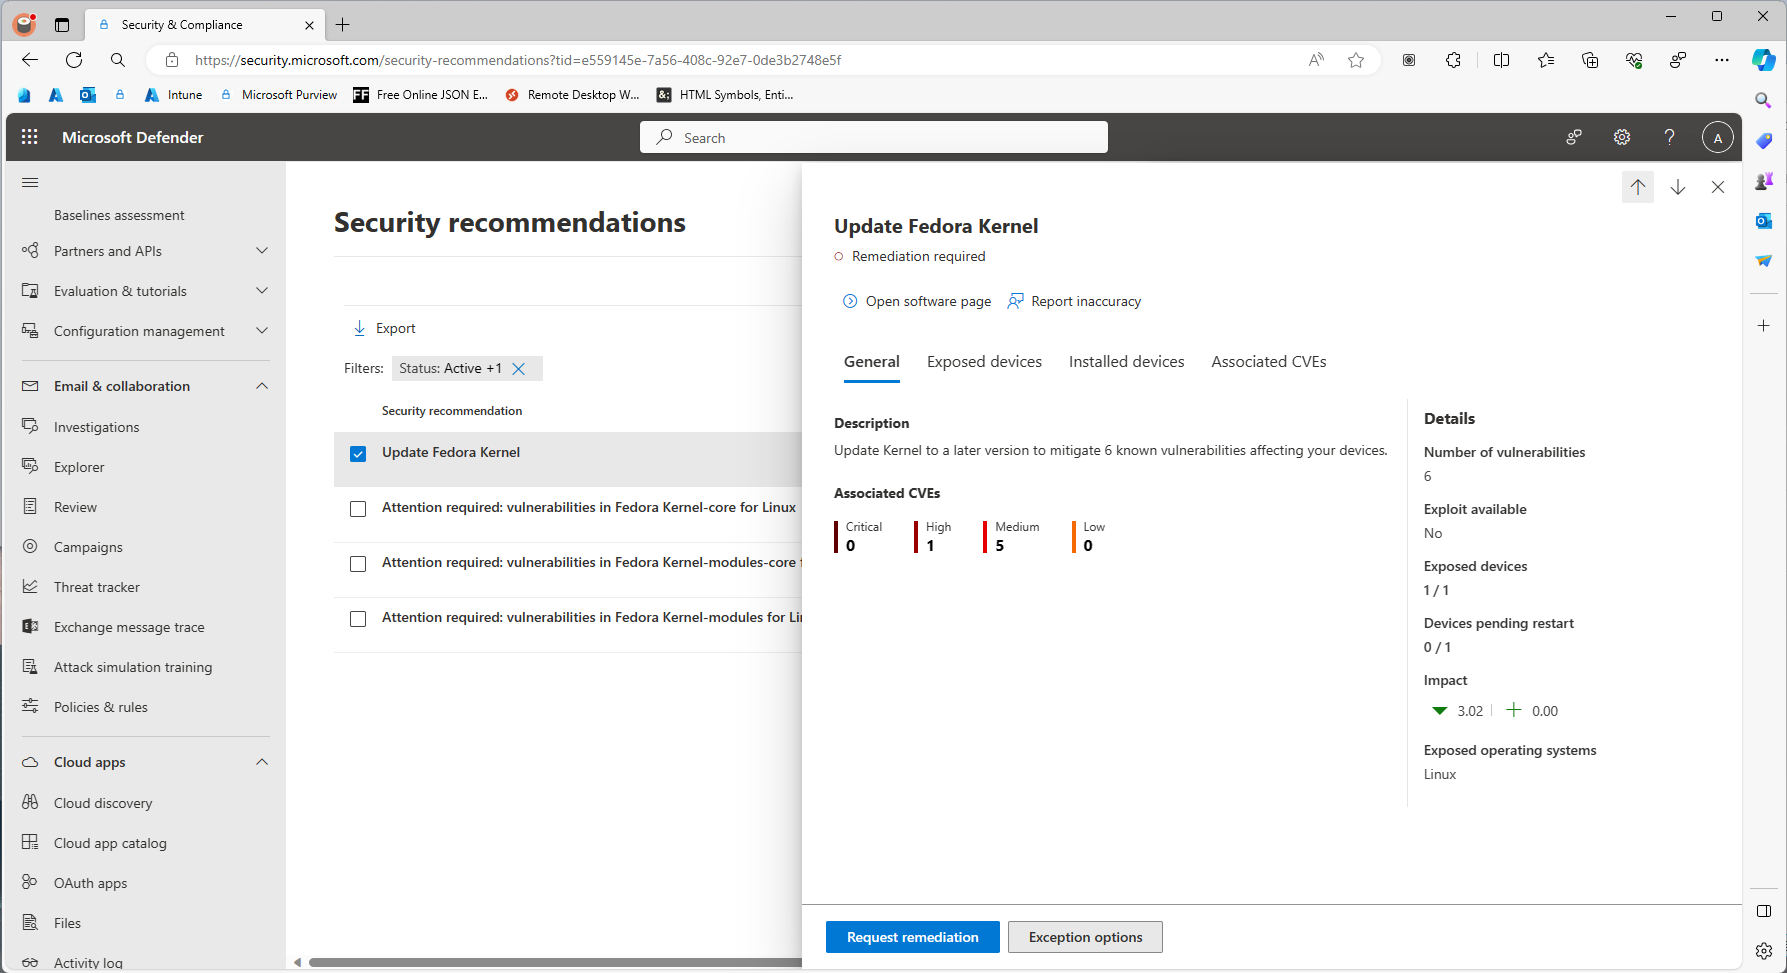 Security & Compliance
https://security.microsoft.com/security-recommendations?tid=e559145e-7a56-408c-92e7-0de3b2748e5f
Intune
Microsoft Purview
FF
Free Online JSON E...
Remote Desktop W...
&;
HTML Symbols, Enti...
Microsoft Defender
Search
?
A
Baselines assessment
Partners and APIs
Evaluation & tutorials
Configuration management
Email & collaboration
Investigations
Explorer
Review
Campaigns
Threat tracker
Exchange message trace
Attack simulation training
Policies & rules
Cloud apps
Cloud discovery
Cloud app catalog
OAuth apps
Files
Activity log
Security recommendations
Export
Filters:
Status: Active +1
Security recommendation
Update Fedora Kernel
Attention required: vulnerabilities in Fedora Kernel-core for Linux
Attention required: vulnerabilities in Fedora Kernel-modules-core
Attention required: vulnerabilities in Fedora Kernel-modules for Li
Update Fedora Kernel
Remediation required
Open software page
Report inaccuracy
General
Exposed devices
Installed devices
Associated CVEs
Description
Update Kernel to a later version to mitigate 6 known vulnerabilities affecting your devices.
Associated CVEs
Critical
0
High
1
Medium
5
Low
0
Details
Number of vulnerabilities
6
Exploit available
No
Exposed devices
1 / 1
Devices pending restart
0 / 1
Impact
3.02
0.00
Exposed operating systems
Linux
Request remediation
Exception options